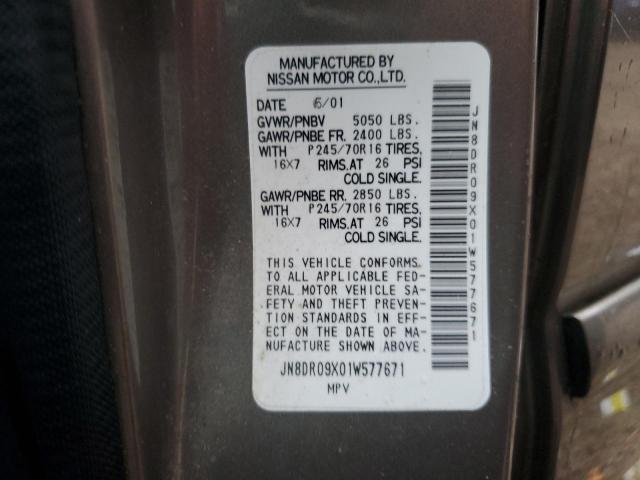 MANUFACTURED BY
NISSAN MOTOR CO.,LTD.
DATE 6/01
GVWR/PNBV 5050 LBS.
GAWR/PNBE FR. 2400 LBS.
WITH P245/70R16 TIRES,
16X7 RIMS.AT 26 PSI
COLD SINGLE.
GAWR/PNBE RR. 2850 LBS.
WITH P245/70R16 TIRES,
16X7 RIMS.AT 26 PSI
COLD SINGLE.
THIS VEHICLE CONFORMS
TO ALL APPLICABLE FED-
ERAL MOTOR VEHICLE SA-
FETY AND THEFT PREVEN-
TION STANDARDS IN EFF-
ECT ON THE DATE OF MA-
NUFACTURE SHOWN ABOVE.
JN8DR09X01W577671
MPV
JN8DR09X01W577671